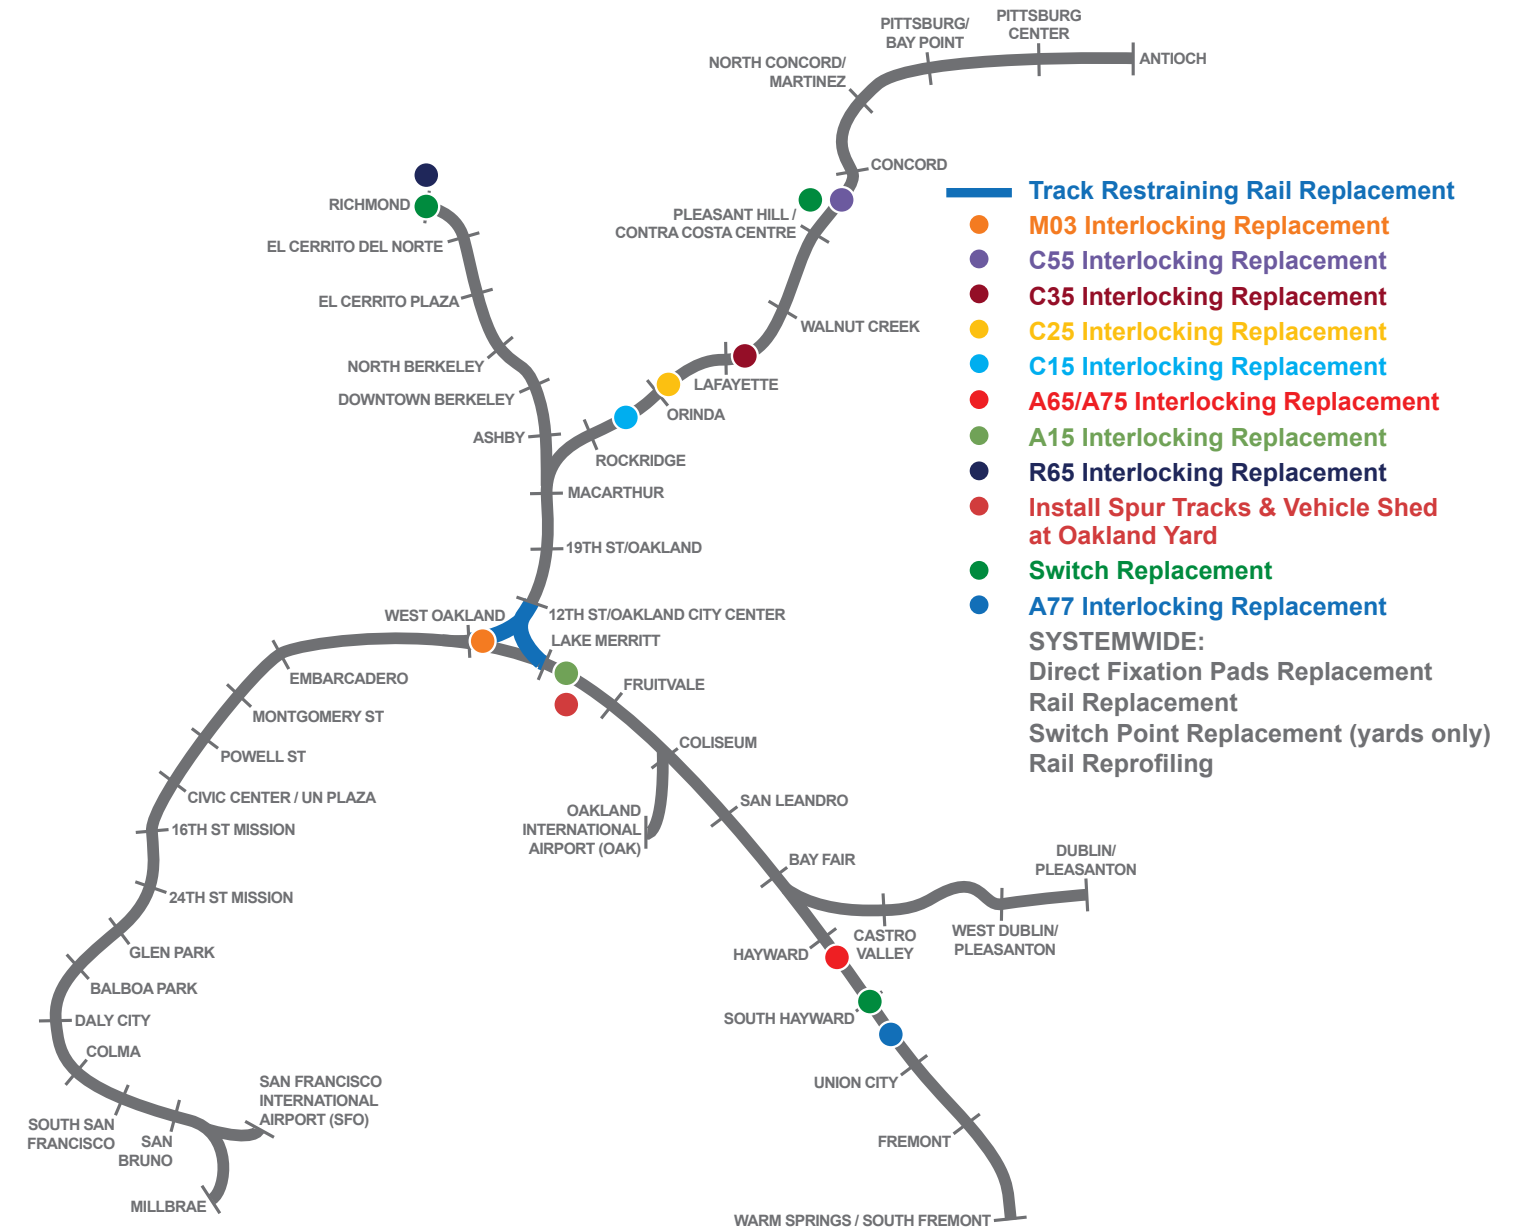 PITTSBURG/
BAY POINT
PITTSBURG
CENTER
ANTIOCH
NORTH CONCORD/
MARTINEZ
CONCORD
PLEASANT HILL /
CONTRA COSTA CENTRE
WALNUT CREEK
LAFAYETTE
ORINDA
ROCKRIDGE
RICHMOND
EL CERRITO DEL NORTE
EL CERRITO PLAZA
NORTH BERKELEY
DOWNTOWN BERKELEY
ASHBY
MACARTHUR
19TH ST/OAKLAND
12TH ST/OAKLAND CITY CENTER
WEST OAKLAND
LAKE MERRITT
FRUITVALE
COLISEUM
OAKLAND
INTERNATIONAL
AIRPORT (OAK)
SAN LEANDRO
BAY FAIR
CASTRO
VALLEY
WEST DUBLIN/
PLEASANTON
DUBLIN/
PLEASANTON
HAYWARD
SOUTH HAYWARD
UNION CITY
FREMONT
WARM SPRINGS / SOUTH FREMONT
EMBARCADERO
MONTGOMERY ST
POWELL ST
CIVIC CENTER / UN PLAZA
16TH ST MISSION
24TH ST MISSION
GLEN PARK
BALBOA PARK
DALY CITY
COLMA
SOUTH SAN
FRANCISCO
SAN
BRUNO
SAN FRANCISCO
INTERNATIONAL
AIRPORT (SFO)
MILLBRAE
Track Restraining Rail Replacement
M03 Interlocking Replacement
C55 Interlocking Replacement
C35 Interlocking Replacement
C25 Interlocking Replacement
C15 Interlocking Replacement
A65/A75 Interlocking Replacement
A15 Interlocking Replacement
R65 Interlocking Replacement
Install Spur Tracks & Vehicle Shed
at Oakland Yard
Switch Replacement
A77 Interlocking Replacement
SYSTEMWIDE:
Direct Fixation Pads Replacement
Rail Replacement
Switch Point Replacement (yards only)
Rail Reprofiling